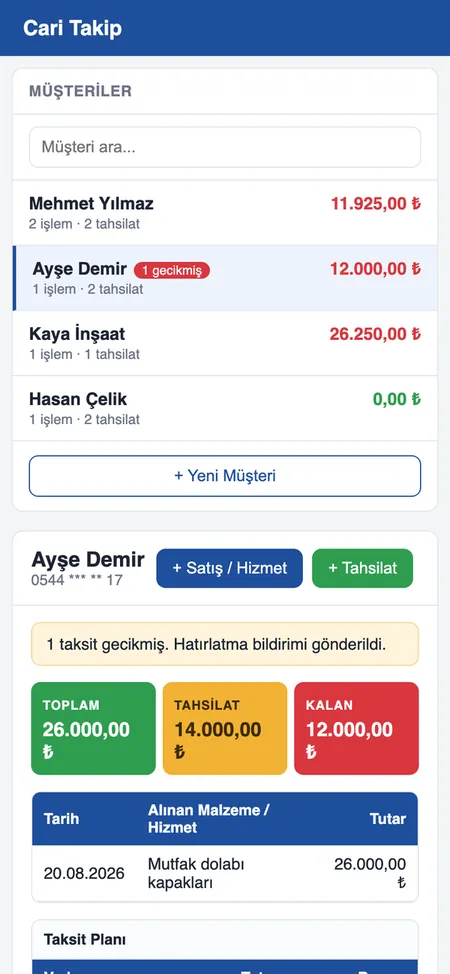 Cari Takip
MÜŞTERİLER
Müşteri ara...
Mehmet Yılmaz 11.925,00 ₺
2 işlem · 2 tahsilat
Ayşe Demir 1 gecikmiş 12.000,00 ₺
1 işlem · 2 tahsilat
Kaya İnşaat 26.250,00 ₺
1 işlem · 1 tahsilat
Hasan Çelik 0,00 ₺
1 işlem · 2 tahsilat
+ Yeni Müşteri
Ayşe Demir
0544 *** ** 17
+ Satış / Hizmet
+ Tahsilat
1 taksit gecikmiş. Hatırlatma bildirimi gönderildi.
TOPLAM
26.000,00
₺
TAHSİLAT
14.000,00
₺
KALAN
12.000,00
₺
Tarih
Alınan Malzeme /
Hizmet
Tutar
20.08.2026
Mutfak dolabı
kapakları
26.000,00
₺
Taksit Planı